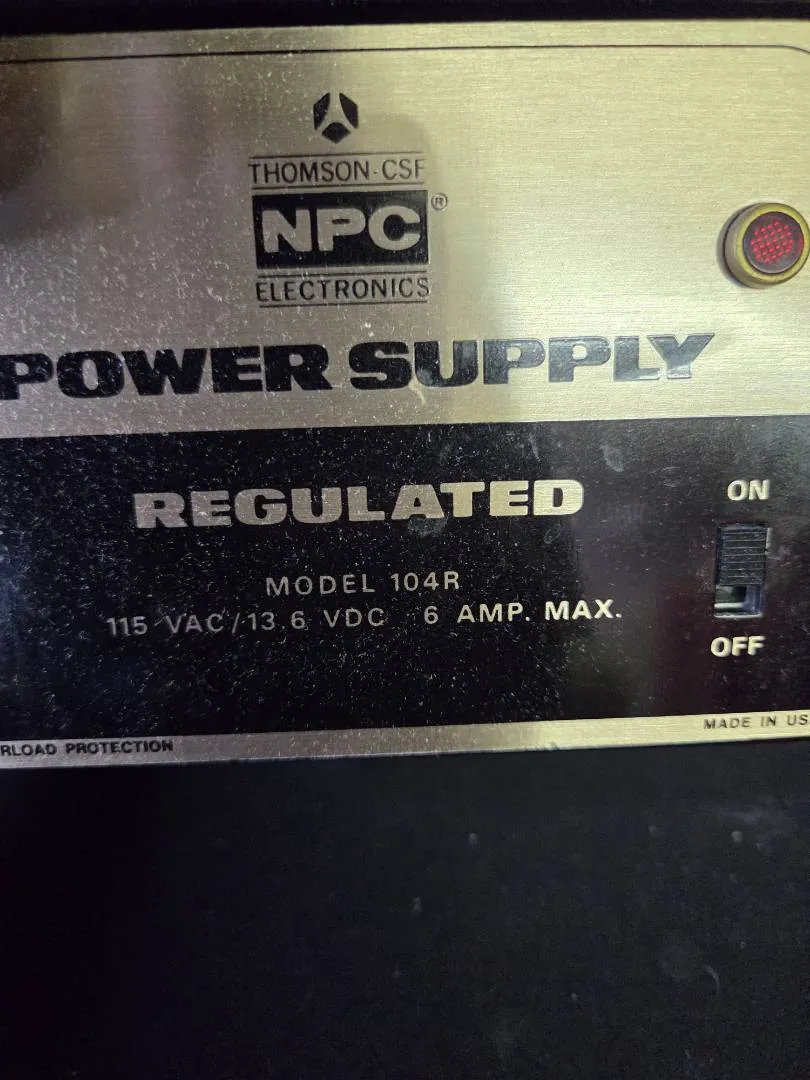 THOMSON-CSF
NPC®
ELECTRONICS
POWER SUPPLY
REGULATED
ON
MODEL 104R
115 VAC/13.6 VDC 6 AMP. MAX.
OFF
MADE IN US
RLOAD PROTECTION